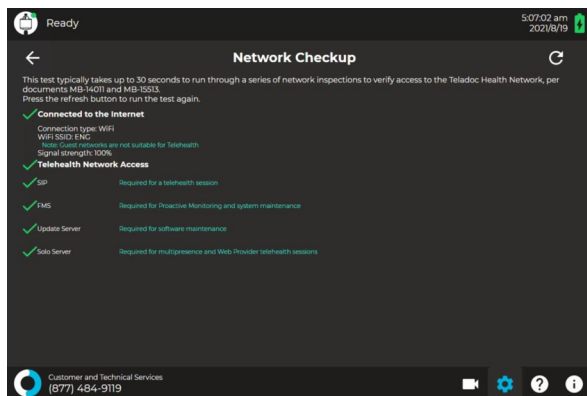 Ready
5:07:02 am
2021/8/19
Network Checkup
This test typically takes up to 30 seconds to run through a series of network inspections to verify access to the Teladoc Health Network, per
documents MB-14011 and MB-15513.
Press the refresh button to run the test again.
Connected to the Internet
Connection type: WiFi
WiFi SSID: ENG
Note: Guest networks are not suitable for Telehealth
Signal strength: 100%
Telehealth Network Access
SIP Required for a telehealth session
FMS Required for Proactive Monitoring and system maintenance
Update Server Required for software maintenance
Solo Server Required for multipresence and Web Provider telehealth sessions
Customer and Technical Services
(877) 484-9119